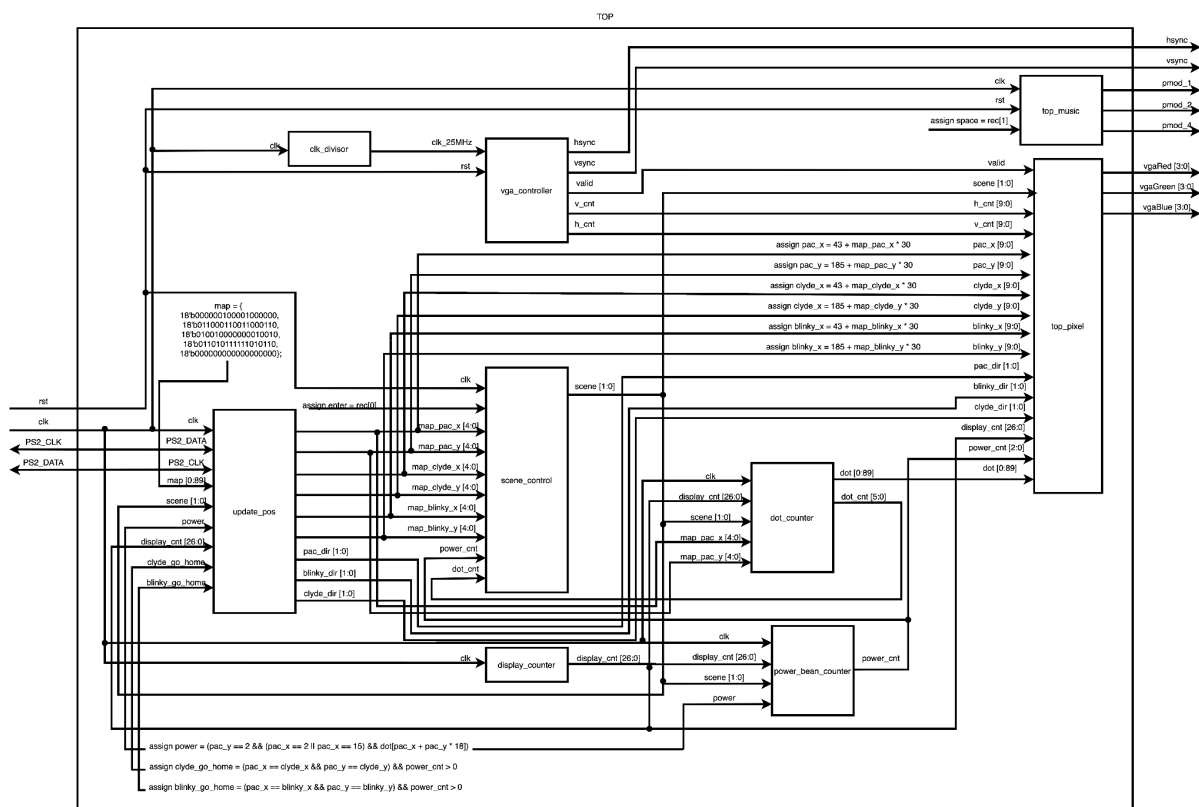 TOP
hsync
vsync
clk
pmod_1
rst
top_music
pmod_2
assign space = rec[1]
pmod_4
clk
clk_divisor
clk_25MHz
rst
vga_controller
hsync
vsync
valid
v_cnt
h_cnt
valid
scene [1:0]
h_cnt [9:0]
v_cnt [9:0]
vgaRed [3:0]
vgaGreen [3:0]
vgaBlue [3:0]
assign pac_x = 43 + map_pac_x * 30
pac_x [9:0]
assign pac_y = 185 + map_pac_y * 30
pac_y [9:0]
assign clyde_x = 43 + map_clyde_x * 30
clyde_x [9:0]
assign clyde_x = 185 + map_clyde_y * 30
clyde_y [9:0]
assign blinky_x = 43 + map_blinky_x * 30
blinky_x [9:0]
assign blinky_x = 185 + map_blinky_y * 30
blinky_y [9:0]
top_pixel
pac_dir [1:0]
blinky_dir [1:0]
clyde_dir [1:0]
display_cnt [26:0]
power_cnt [2:0]
dot [0:89]
map = {
18'b000000100001000000,
18'b011000110011000110,
18'b010010000000010010,
18'b011010111111010110,
18'b000000000000000000};
rst
clk
PS2_CLK
PS2_DATA
clk
PS2_DATA
PS2_CLK
map [0:89]
scene [1:0]
power
display_cnt [26:0]
clyde_go_home
blinky_go_home
update_pos
clk
assign enter = rec[0]
map_pac_x [4:0]
map_pac_y [4:0]
map_clyde_x [4:0]
map_clyde_y [4:0]
map_blinky_x [4:0]
map_blinky_y [4:0]
power_cnt
dot_cnt
pac_dir [1:0]
blinky_dir [1:0]
clyde_dir [1:0]
scene_control
scene [1:0]
clk
display_cnt [26:0]
scene [1:0]
map_pac_x [4:0]
map_pac_y [4:0]
dot_counter
dot [0:89]
dot_cnt [5:0]
clk
display_counter
display_cnt [26:0]
clk
display_cnt [26:0]
scene [1:0]
power
power_bean_counter
power_cnt
assign power = (pac_y == 2 && (pac_x == 2 || pac_x == 15) && dot[pac_x + pac_y * 18])
assign clyde_go_home = (pac_x == clyde_x && pac_y == clyde_y) && power_cnt > 0
assign blinky_go_home = (pac_x == blinky_x && pac_y == blinky_y) && power_cnt > 0